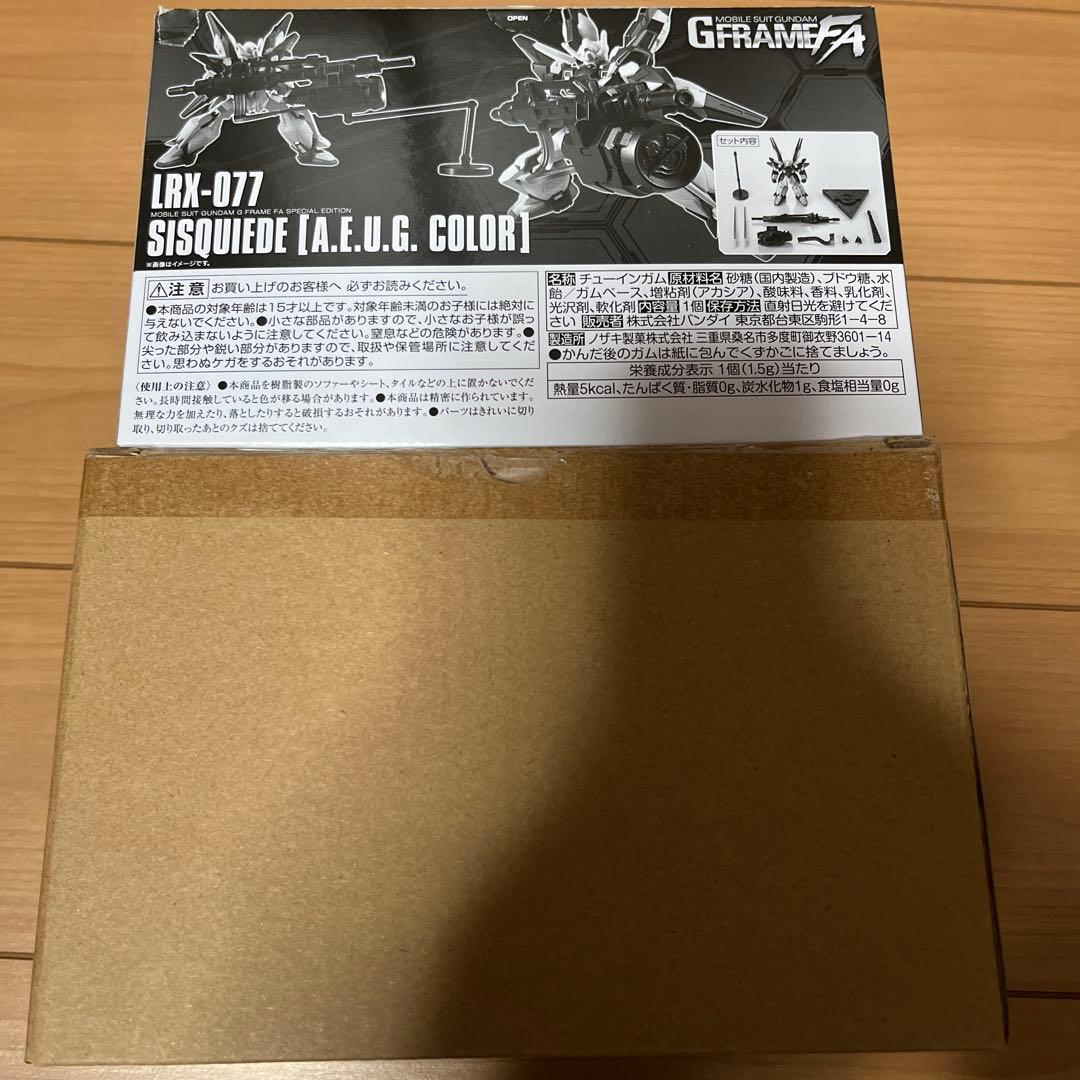 OPEN
MOBILE SUIT GUNDAM
GFRAMEFA
セット内容
LRX-077
MOBILE SUIT GUNDAM G FRAME FA SPECIAL EDITION
SISQUIEDE [A.E.U.G. COLOR]
※画像はイメージです。
⚠注意 お買い上げのお客様へ 必ずお読みください。
●本商品の対象年齢は15才以上です。対象年齢未満のお子様には絶対に
与えないでください。●小さな部品がありますので、小さなお子様が誤っ
て飲み込まないように注意してください。窒息などの危険があります。●
尖った部分や鋭い部分がありますので、取扱や保管場所に注意してくだ
さい。思わぬケガをするおそれがあります。
〈使用上の注意〉 ●本商品を樹脂製のソファーやシート、タイルなどの上に置かないでくだ
さい。長時間接触していると色が移る場合があります。●本商品は精密に作られています。
無理な力を加えたり、落としたりすると破損するおそれがあります。●パーツはきれいに切り
取り、切り取ったあとのクズは捨ててください。
名称 チューインガム 原材料名 砂糖(国内製造)、ブドウ糖、水
飴/ガムベース、増粘剤(アカシア)、酸味料、香料、乳化剤、
光沢剤、軟化剤 内容量 1個 保存方法 直射日光を避けてくだ
さい 販売者 株式会社バンダイ 東京都台東区駒形1-4-8
製造所 ノザキ製菓株式会社 三重県桑名市多度町御衣野3601-14
●かんだ後のガムは紙に包んでくずかごに捨てましょう。
栄養成分表示 1個(1.5g)当たり
熱量5kcal、たんぱく質・脂質0g、炭水化物1g、食塩相当量0g